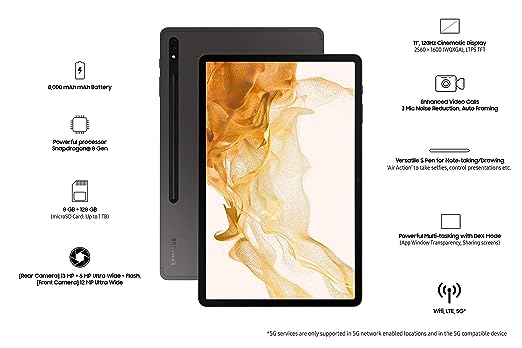 8,000 mAh mAh Battery
Powerful processor
Snapdragon® 8 Gen
8 GB + 128 GB
(microSD Card: Up to 1 TB)
(Rear Camera) 13 MP + 6 MP Ultra Wide + Flash,
(Front Camera) 12 MP Ultra Wide
SAMSUNG
11", 120Hz Cinematic Display
2560 × 1600 (WQXGA), LTPS TFT
Enhanced Video Calls
3 Mic Noise Reduction, Auto Framing
Versatile S Pen for Note-taking/Drawing
'Air Action' to take selfies, control presentations etc.
Powerful Multi-tasking with DeX Mode
(App Window Transparency, Sharing screens)
Wifi, LTE, 5G*
*5G services are only supported in 5G network enabled locations and in the 5G compatible device